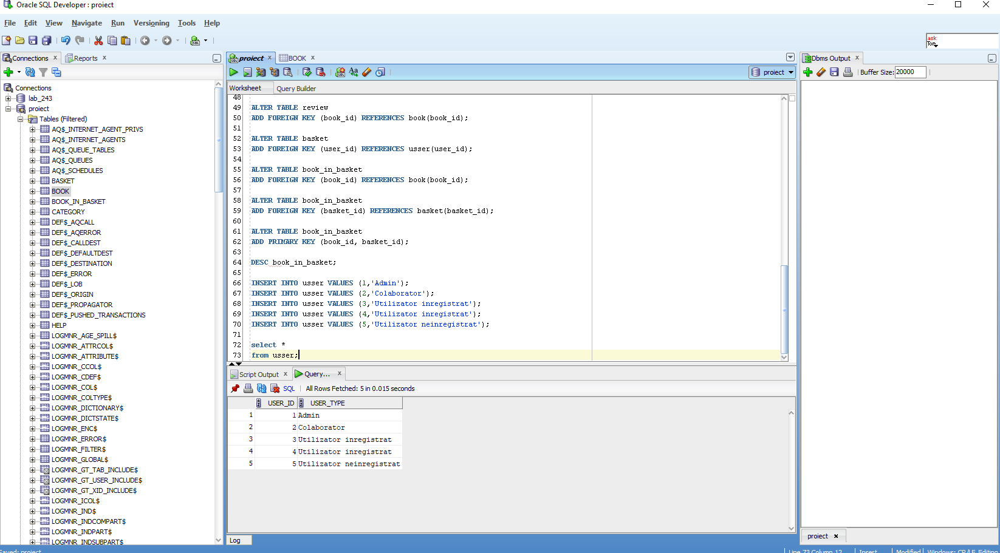 Oracle SQL Developer : proiect
File Edit View Navigate Run Versioning Tools Help
ask
Tom
Connections
Reports
Connections
lab_243
proiect
Tables (Filtered)
AQ$_INTERNET_AGENT_PRIVS
AQ$_INTERNET_AGENTS
AQ$_QUEUE_TABLES
AQ$_QUEUES
AQ$_SCHEDULES
BASKET
BOOK
BOOK_IN_BASKET
CATEGORY
DEF$_AQCALL
DEF$_AQERROR
DEF$_CALLDEST
DEF$_DEFAULTDEST
DEF$_DESTINATION
DEF$_ERROR
DEF$_LOB
DEF$_ORIGIN
DEF$_PROPAGATOR
DEF$_PUSHED_TRANSACTIONS
HELP
LOGMNR_AGE_SPILL$
LOGMNR_ATTRCOL$
LOGMNR_ATTRIBUTE$
LOGMNR_CCOL$
LOGMNR_CDEF$
LOGMNR_COL$
LOGMNR_COLTYPE$
LOGMNR_DICTIONARY$
LOGMNR_DICTSTATE$
LOGMNR_ENC$
LOGMNR_ERROR$
LOGMNR_FILTER$
LOGMNR_GLOBAL$
LOGMNR_GT_TAB_INCLUDE$
LOGMNR_GT_USER_INCLUDE$
LOGMNR_GT_XID_INCLUDE$
LOGMNR_ICOL$
LOGMNR_IND$
LOGMNR_INDCOMPART$
LOGMNR_INDPART$
LOGMNR_INDSUBPART$
proiect
BOOK
proiect
Worksheet
Query Builder
48
49 ALTER TABLE review
50 ADD FOREIGN KEY (book_id) REFERENCES book(book_id);
51
52 ALTER TABLE basket
53 ADD FOREIGN KEY (user_id) REFERENCES usser(user_id);
54
55 ALTER TABLE book_in_basket
56 ADD FOREIGN KEY (book_id) REFERENCES book(book_id);
57
58 ALTER TABLE book_in_basket
59 ADD FOREIGN KEY (basket_id) REFERENCES basket(basket_id);
60
61 ALTER TABLE book_in_basket
62 ADD PRIMARY KEY (book_id, basket_id);
63
64 DESC book_in_basket;
65
66 INSERT INTO usser VALUES (1,'Admin');
67 INSERT INTO usser VALUES (2,'Colaborator');
68 INSERT INTO usser VALUES (3,'Utilizator inregistrat');
69 INSERT INTO usser VALUES (4,'Utilizator inregistrat');
70 INSERT INTO usser VALUES (5,'Utilizator neinregistrat');
71
72 select *
73 from usser;
Script Output
Query...
SQL
All Rows Fetched: 5 in 0.015 seconds
USER_ID USER_TYPE
1 1 Admin
2 2 Colaborator
3 3 Utilizator inregistrat
4 4 Utilizator inregistrat
5 5 Utilizator neinregistrat
Log
Dbms Output
Buffer Size: 20000
proiect
Saved: proiect
Line 73 Column 12
Insert
Modified
Windows: CR/LF Editing